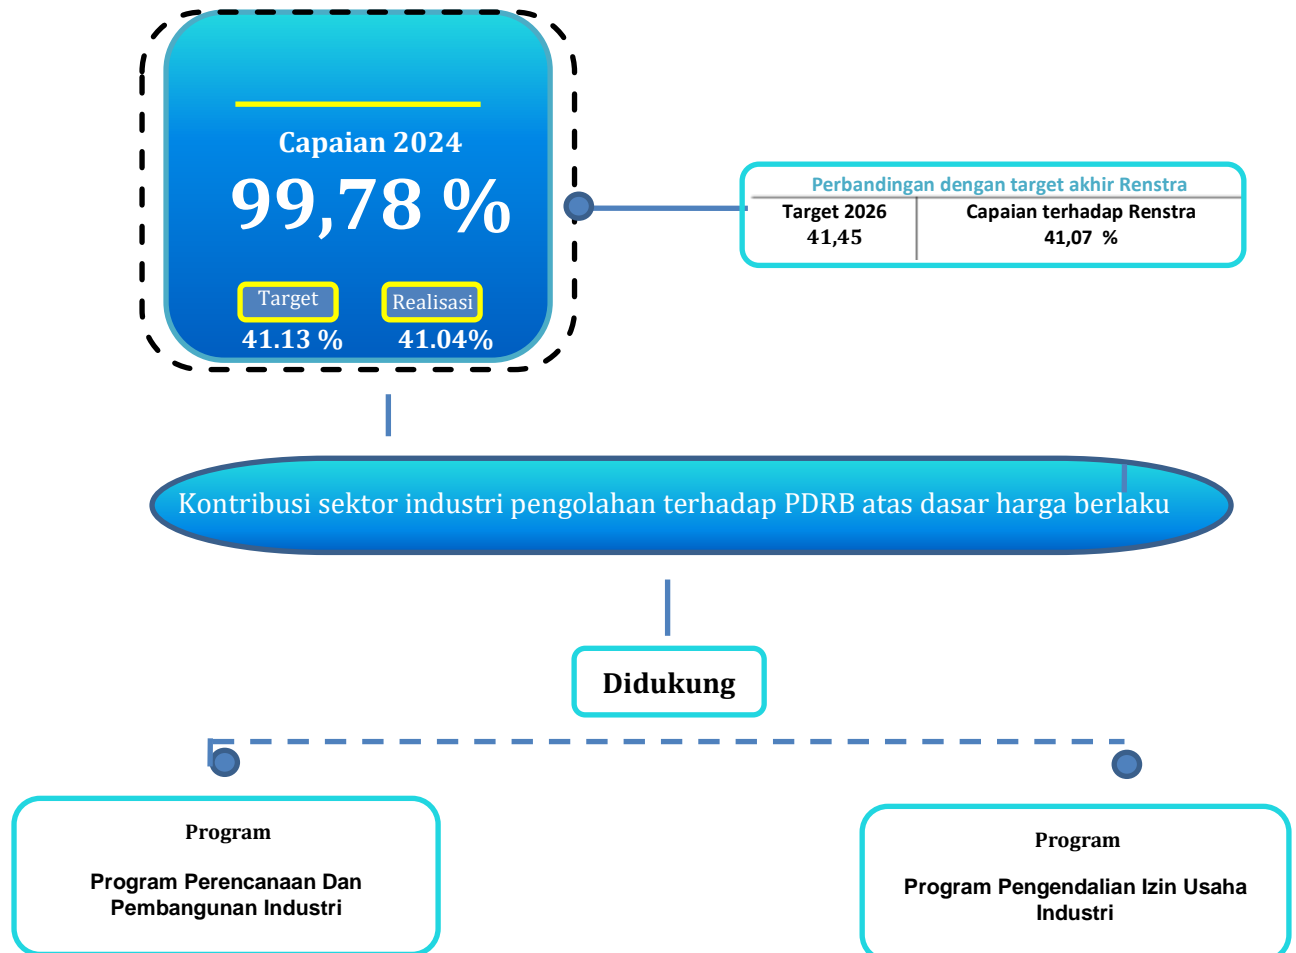 Capaian 2024
99,78 %
Target
Realisasi
41.13 %
41.04%
Perbandingan dengan target akhir Renstra
Target 2026
Capaian terhadap Renstra
41,45
41,07 %
Kontribusi sektor industri pengolahan terhadap PDRB atas dasar harga berlaku
Didukung
Program
Program Perencanaan Dan
Pembangunan Industri
Program
Program Pengendalian Izin Usaha
Industri